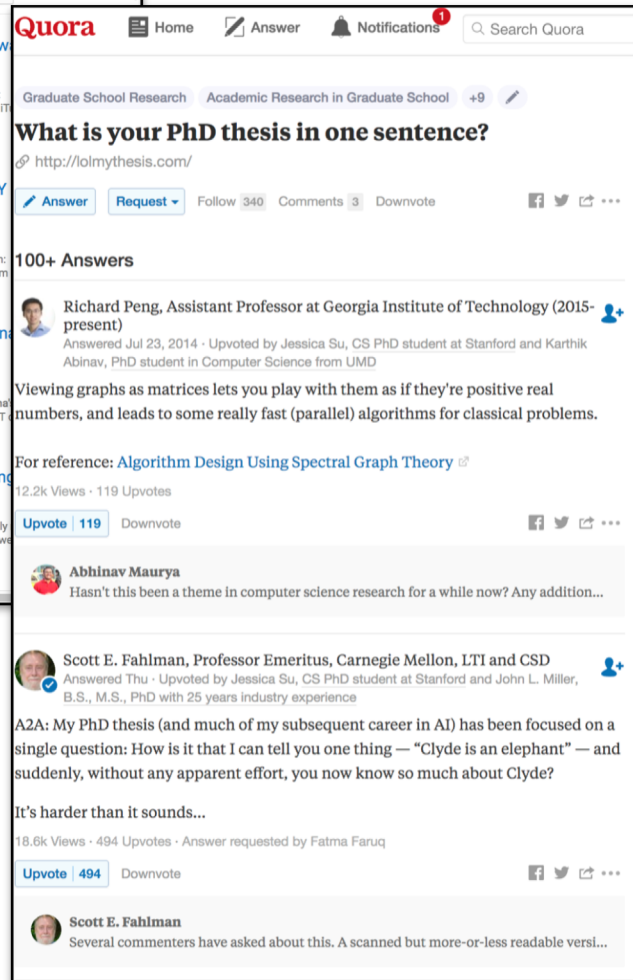 Quora Home Answer Notifications 1 Search Quora
Graduate School Research Academic Research in Graduate School +9
What is your PhD thesis in one sentence?
http://lolmythesis.com/
Answer Request Follow 340 Comments 3 Downvote
100+ Answers
Richard Peng, Assistant Professor at Georgia Institute of Technology (2015-
present)
Answered Jul 23, 2014 · Upvoted by Jessica Su, CS PhD student at Stanford and Karthik
Abinav, PhD student in Computer Science from UMD
Viewing graphs as matrices lets you play with them as if they're positive real
numbers, and leads to some really fast (parallel) algorithms for classical problems.
For reference: Algorithm Design Using Spectral Graph Theory
12.2k Views · 119 Upvotes
Upvote | 119 Downvote
Abhinav Maurya
Hasn't this been a theme in computer science research for a while now? Any addition...
Scott E. Fahlman, Professor Emeritus, Carnegie Mellon, LTI and CSD
Answered Thu · Upvoted by Jessica Su, CS PhD student at Stanford and John L. Miller,
B.S., M.S., PhD with 25 years industry experience
A2A: My PhD thesis (and much of my subsequent career in AI) has been focused on a
single question: How is it that I can tell you one thing — “Clyde is an elephant” — and
suddenly, without any apparent effort, you now know so much about Clyde?
It’s harder than it sounds...
18.6k Views · 494 Upvotes · Answer requested by Fatma Faruq
Upvote | 494 Downvote
Scott E. Fahlman
Several commenters have asked about this. A scanned but more-or-less readable versi...